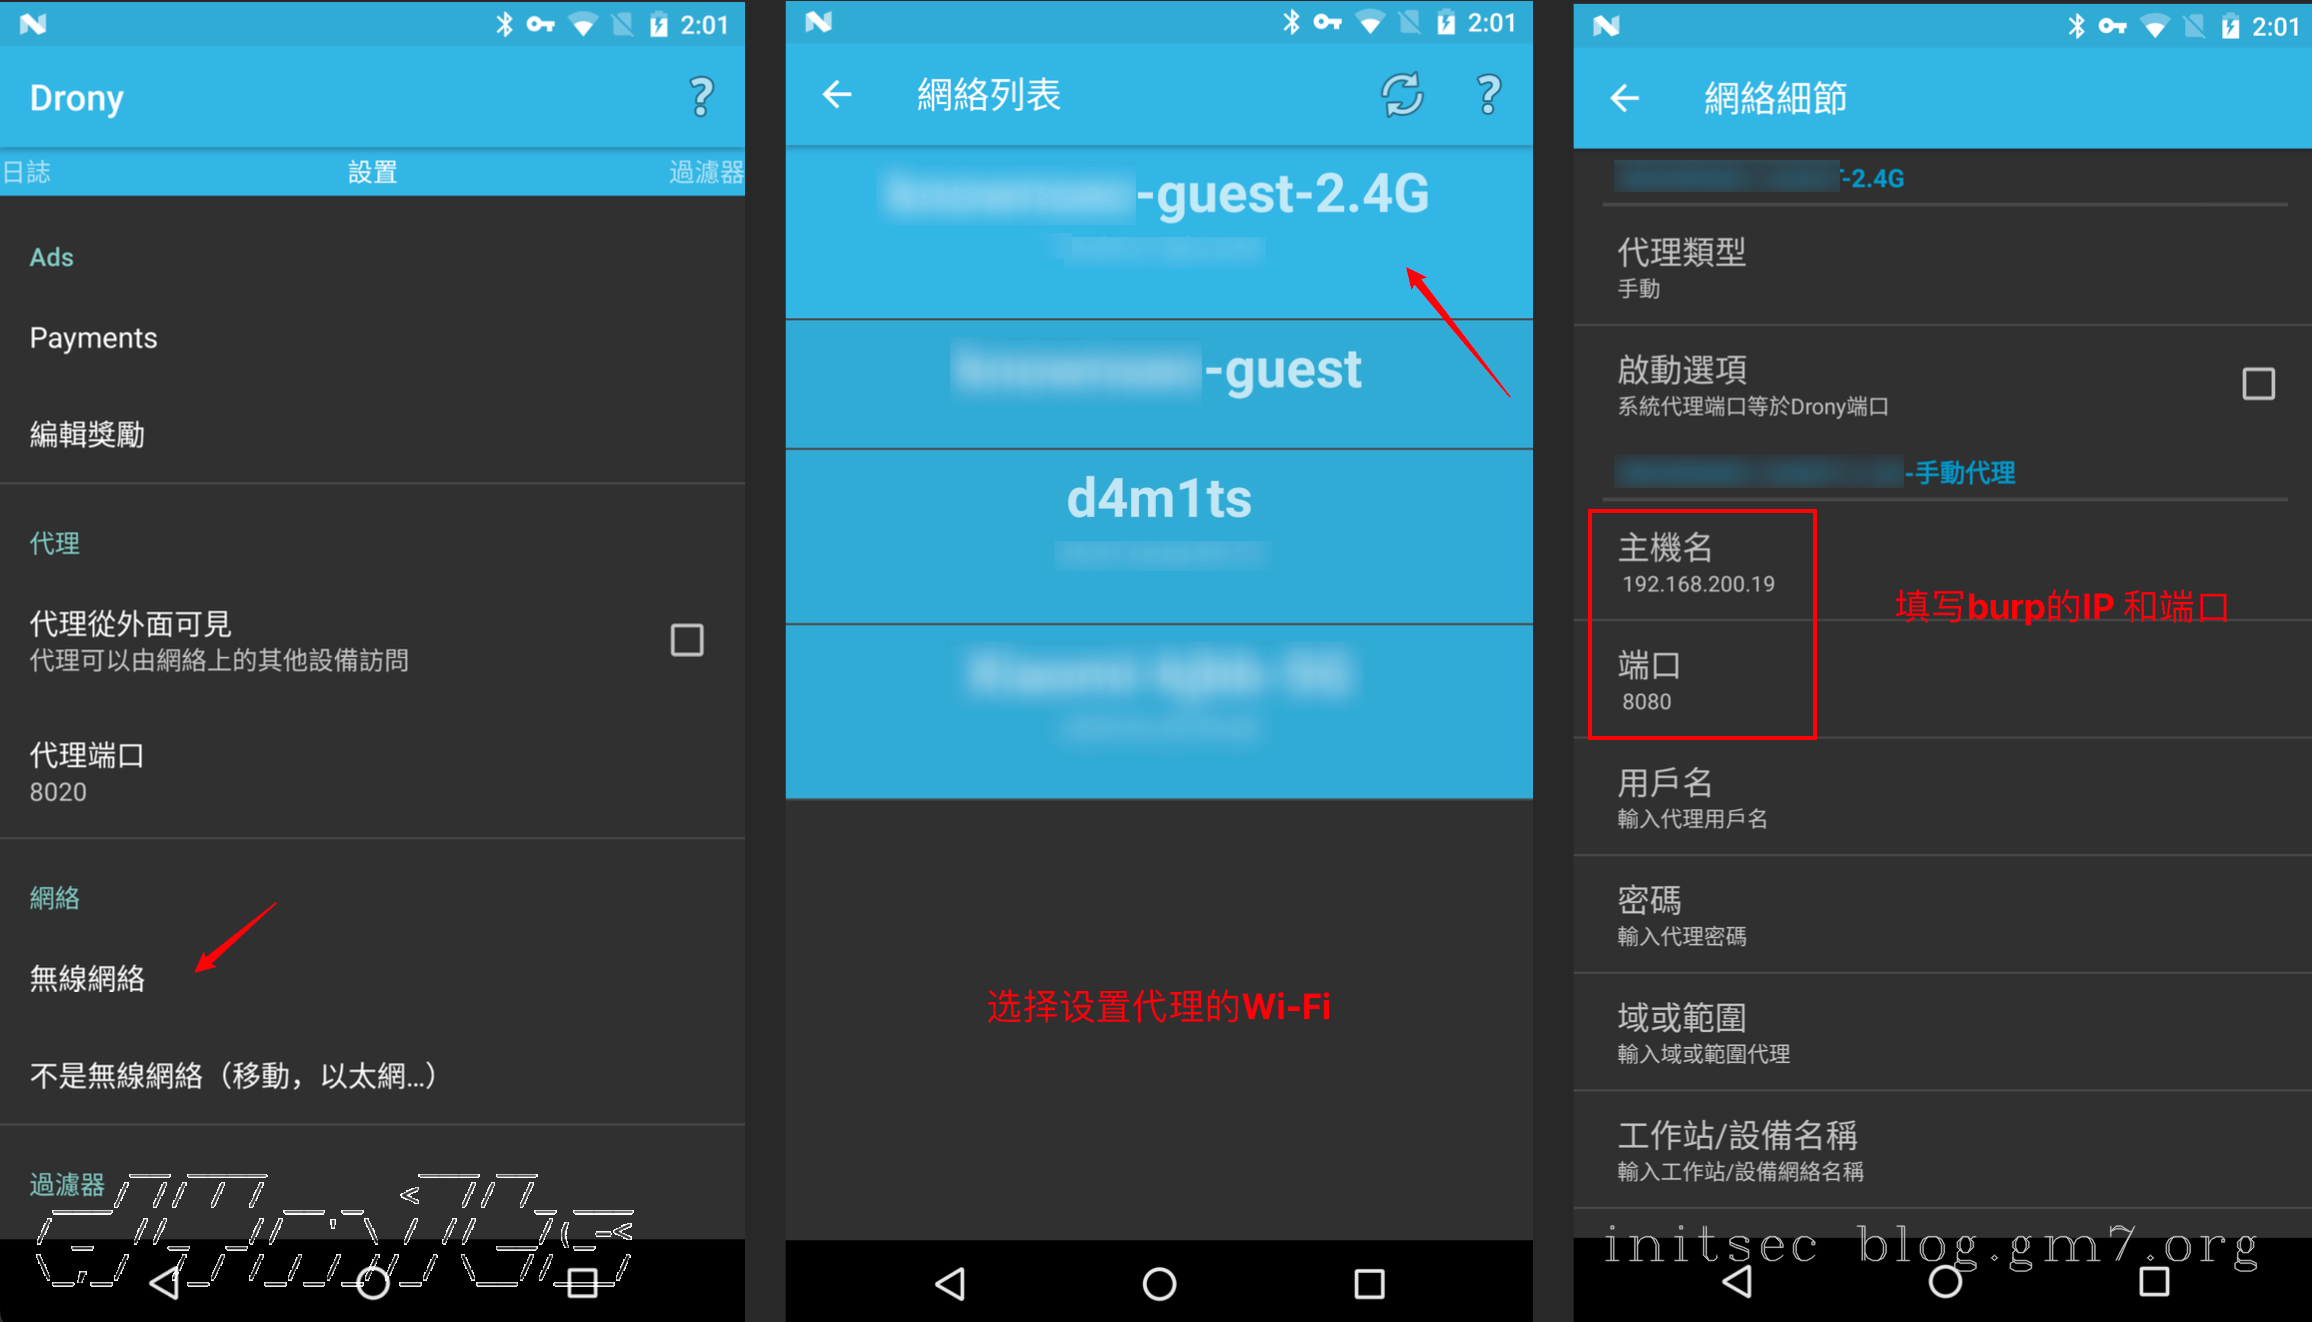 2:01
Drony
?
日誌
設置
過濾器
Ads
Payments
編輯獎勵
代理
代理從外面可見
代理可以由網絡上的其他設備訪問
代理端口
8020
網絡
無線網絡
不是無線網絡（移動，以太網...）
過濾器
2:01
網絡列表
?
-guest-2.4G
-guest
d4m1ts
选择设置代理的Wi-Fi
2:01
網絡細節
-2.4G
代理類型
手動
啟動選項
系統代理端口等於Drony端口
-手動代理
主機名
192.168.200.19
填写burp的IP 和端口
端口
8080
用戶名
輸入代理用戶名
密碼
輸入代理密碼
域或範圍
輸入域或範圍代理
工作站/設備名稱
輸入工作站/設備網絡名稱
initsec blog.gm7.org